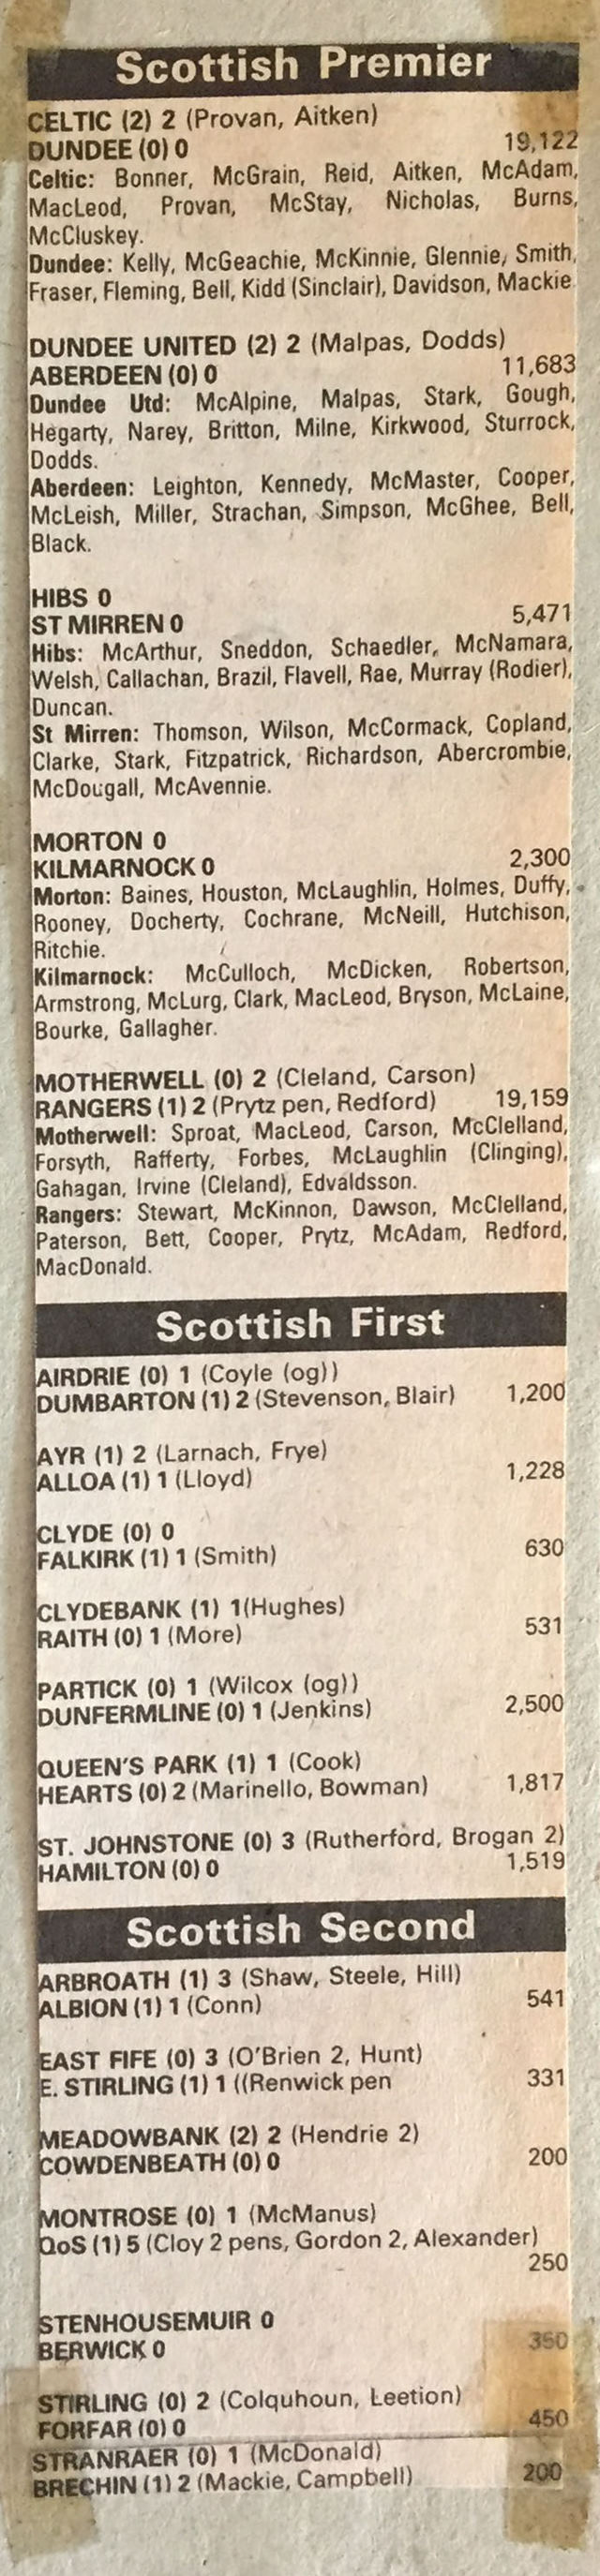 Scottish Premier
CELTIC (2) 2 (Provan, Aitken)
DUNDEE (0) 0 19,122
Celtic: Bonner, McGrain, Reid, Aitken, McAdam,
MacLeod, Provan, McStay, Nicholas, Burns,
McCluskey.
Dundee: Kelly, McGeachie, McKinnie, Glennie, Smith,
Fraser, Fleming, Bell, Kidd (Sinclair), Davidson, Mackie
DUNDEE UNITED (2) 2 (Malpas, Dodds)
ABERDEEN (0) 0 11,683
Dundee Utd: McAlpine, Malpas, Stark, Gough,
Hegarty, Narey, Britton, Milne, Kirkwood, Sturrock,
Dodds.
Aberdeen: Leighton, Kennedy, McMaster, Cooper,
McLeish, Miller, Strachan, Simpson, McGhee, Bell,
Black.
HIBS 0
ST MIRREN 0 5,471
Hibs: McArthur, Sneddon, Schaedler, McNamara,
Welsh, Callachan, Brazil, Flavell, Rae, Murray (Rodier),
Duncan.
St Mirren: Thomson, Wilson, McCormack, Copland,
Clarke, Stark, Fitzpatrick, Richardson, Abercrombie,
McDougall, McAvennie.
MORTON 0
KILMARNOCK 0 2,300
Morton: Baines, Houston, McLaughlin, Holmes, Duffy,
Rooney, Docherty, Cochrane, McNeill, Hutchison,
Ritchie.
Kilmarnock: McCulloch, McDicken, Robertson,
Armstrong, McLurg, Clark, MacLeod, Bryson, McLaine,
Bourke, Gallagher.
MOTHERWELL (0) 2 (Cleland, Carson)
RANGERS (1) 2 (Prytz pen, Redford) 19,159
Motherwell: Sproat, MacLeod, Carson, McClelland,
Forsyth, Rafferty, Forbes, McLaughlin (Clinging),
Gahagan, Irvine (Cleland), Edvaldsson.
Rangers: Stewart, McKinnon, Dawson, McClelland,
Paterson, Bett, Cooper, Prytz, McAdam, Redford,
MacDonald.
Scottish First
AIRDRIE (0) 1 (Coyle (og))
DUMBARTON (1) 2 (Stevenson, Blair) 1,200
AYR (1) 2 (Larnach, Frye)
ALLOA (1) 1 (Lloyd) 1,228
CLYDE (0) 0
FALKIRK (1) 1 (Smith) 630
CLYDEBANK (1) 1(Hughes)
RAITH (0) 1 (More) 531
PARTICK (0) 1 (Wilcox (og))
DUNFERMLINE (0) 1 (Jenkins) 2,500
QUEEN'S PARK (1) 1 (Cook)
HEARTS (0) 2 (Marinello, Bowman) 1,817
ST. JOHNSTONE (0) 3 (Rutherford, Brogan 2)
HAMILTON (0) 0 1,519
Scottish Second
ARBROATH (1) 3 (Shaw, Steele, Hill)
ALBION (1) 1 (Conn) 541
EAST FIFE (0) 3 (O'Brien 2, Hunt)
E. STIRLING (1) 1 ((Renwick pen 331
MEADOWBANK (2) 2 (Hendrie 2)
COWDENBEATH (0) 0 200
MONTROSE (0) 1 (McManus)
QoS (1) 5 (Cloy 2 pens, Gordon 2, Alexander)
250
STENHOUSEMUIR 0
BERWICK 0 350
STIRLING (0) 2 (Colquhoun, Leetion)
FORFAR (0) 0 450
STRANRAER (0) 1 (McDonald)
BRECHIN (1) 2 (Mackie, Campbell) 200